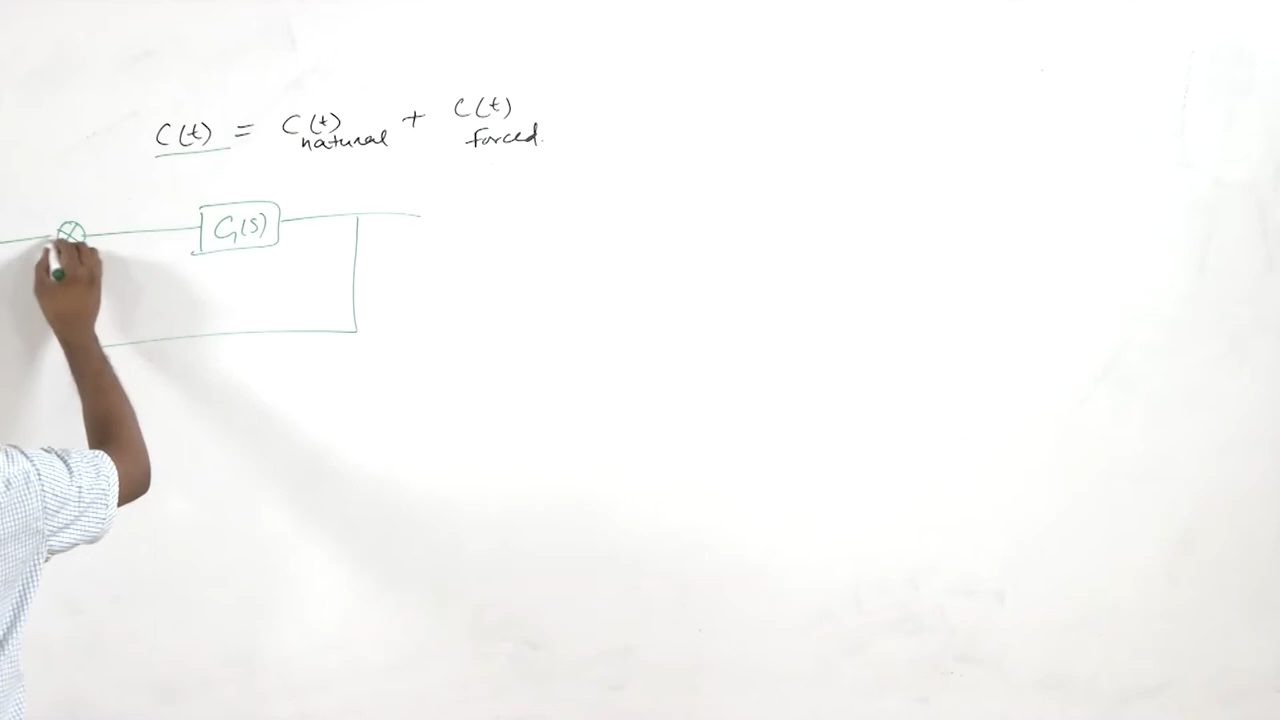 C(t) = C(t) natural + C(t) forced.
G(s)